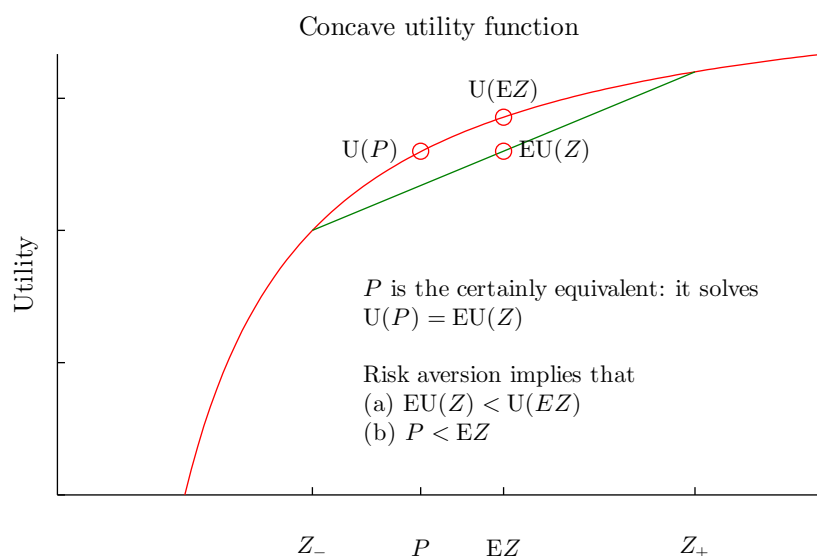 Concave utility function
U(EZ)
U(P)
EU(Z)
Utility
P is the certainly equivalent: it solves
U(P) = EU(Z)
Risk aversion implies that
(a) EU(Z) < U(EZ)
(b) P < EZ
Z₋ P EZ Z₊